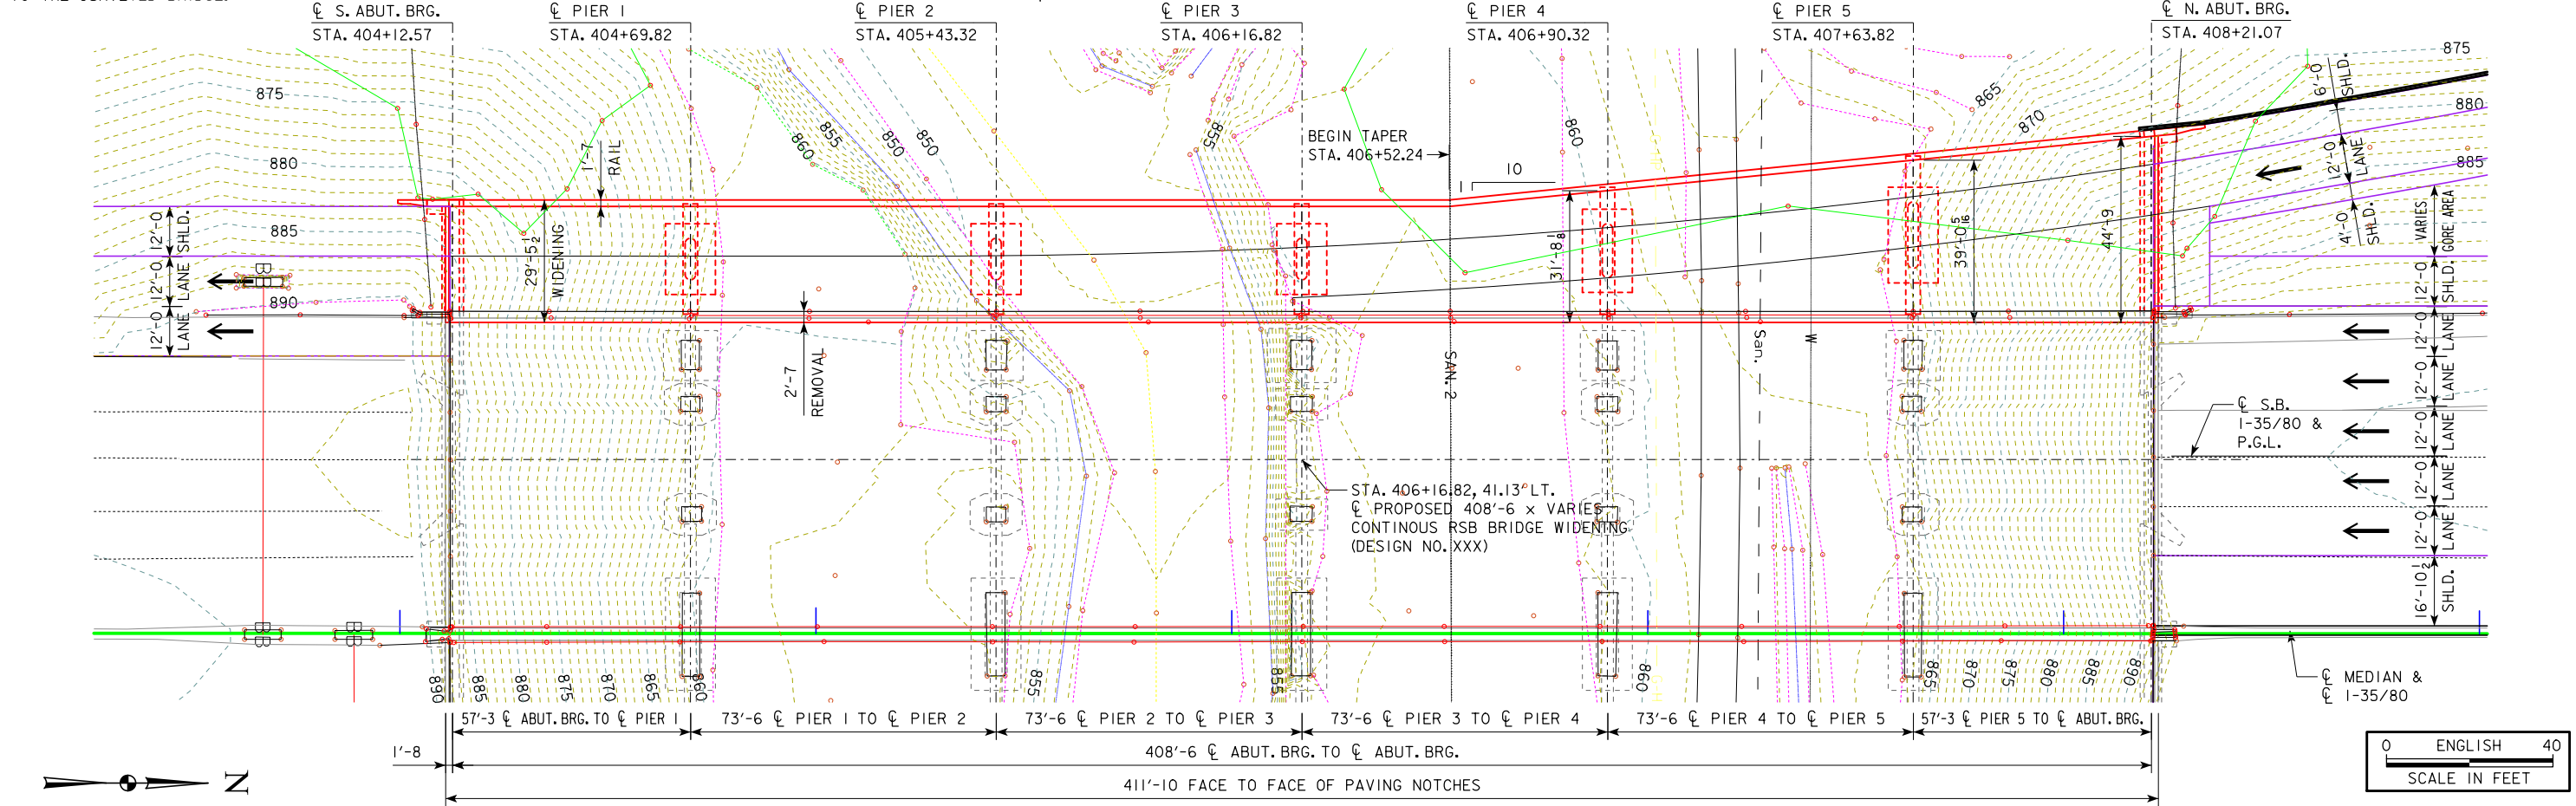 ℄ S. ABUT. BRG.
STA. 404+12.57
℄ PIER 1
STA. 404+69.82
℄ PIER 2
STA. 405+43.32
℄ PIER 3
STA. 406+16.82
℄ PIER 4
STA. 406+90.32
℄ PIER 5
STA. 407+63.82
℄ N. ABUT. BRG.
STA. 408+21.07
875
880
885
890
860
855
850
850
855
860
865
870
875
880
885
1'-7
RAIL
BEGIN TAPER
STA. 406+52.24
1
10
6'-0
SHLD.
12'-0
LANE
4'-0
SHLD.
VARIES
GORE AREA
12'-0
SHLD.
12'-0
LANE
12'-0
LANE
12'-0
LANE
12'-0
LANE
12'-0
LANE
16'-10 1/2
SHLD.
12'-0
SHLD.
12'-0
LANE
12'-0
LANE
29'-5 1/2
WIDENING
31'-8 1/8
39'-0 5/16
44'-9
2'-7
REMOVAL
SAN. 2
San.
W
℄ S.B.
I-35/80 &
P.G.L.
STA. 406+16.82, 41.13' LT.
℄ PROPOSED 408'-6 x VARIES
CONTINOUS RSB BRIDGE WIDENING
(DESIGN NO. XXX)
890
885
880
875
870
865
860
855
855
860
865
870
875
880
885
890
℄ MEDIAN &
℄ I-35/80
57'-3 ℄ ABUT. BRG. TO ℄ PIER 1
73'-6 ℄ PIER 1 TO ℄ PIER 2
73'-6 ℄ PIER 2 TO ℄ PIER 3
73'-6 ℄ PIER 3 TO ℄ PIER 4
73'-6 ℄ PIER 4 TO ℄ PIER 5
57'-3 ℄ PIER 5 TO ℄ ABUT. BRG.
1'-8
408'-6 ℄ ABUT. BRG. TO ℄ ABUT. BRG.
411'-10 FACE TO FACE OF PAVING NOTCHES
N
0 ENGLISH 40
SCALE IN FEET